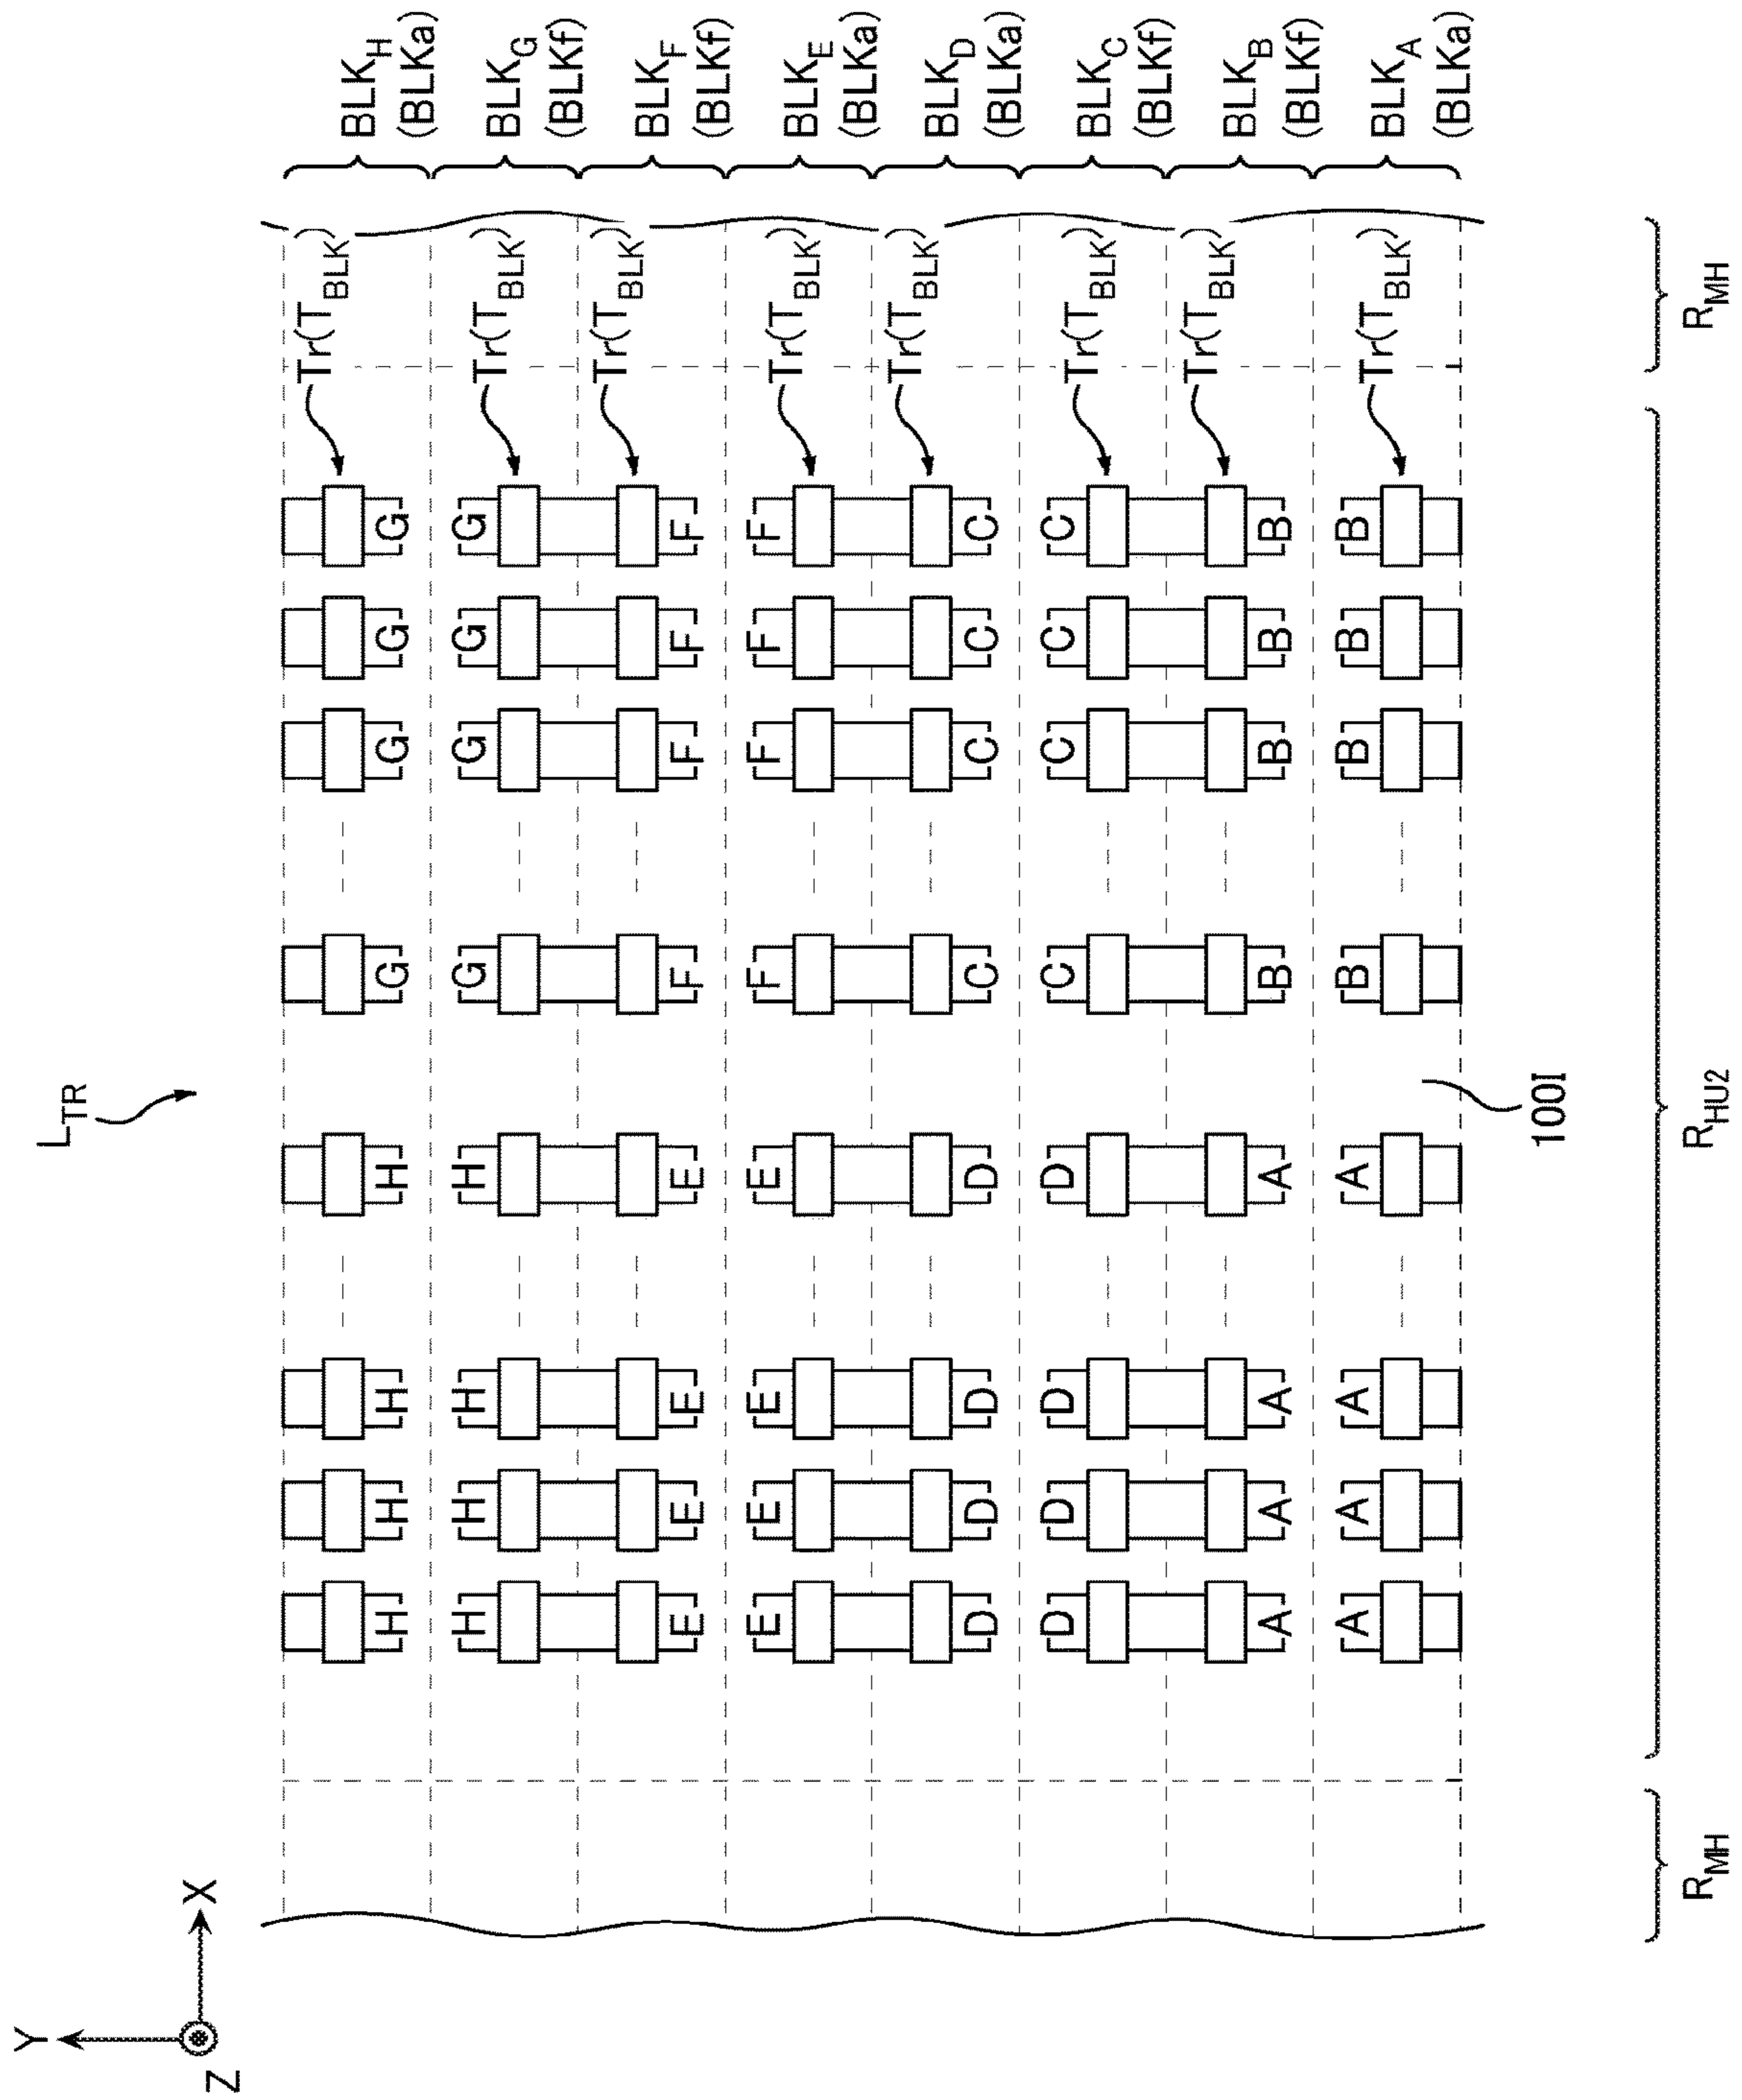 Y
L_TR
X
Z
Tr(T_BLK) BLK_H
H H H H G G G G (BLKa)
H H H H G G G G
Tr(T_BLK) BLK_G
(BLKf)
Tr(T_BLK) BLK_F
E E E E F F F F (BLKf)
E E E E F F F F
Tr(T_BLK) BLK_E
(BLKa)
Tr(T_BLK) BLK_D
D D D D C C C C (BLKa)
D D D D C C C C
Tr(T_BLK) BLK_C
(BLKf)
Tr(T_BLK) BLK_B
A A A A B B B B (BLKf)
A A A A B B B B
Tr(T_BLK) BLK_A
(BLKa)
100I
R_MH R_HU2 R_MH